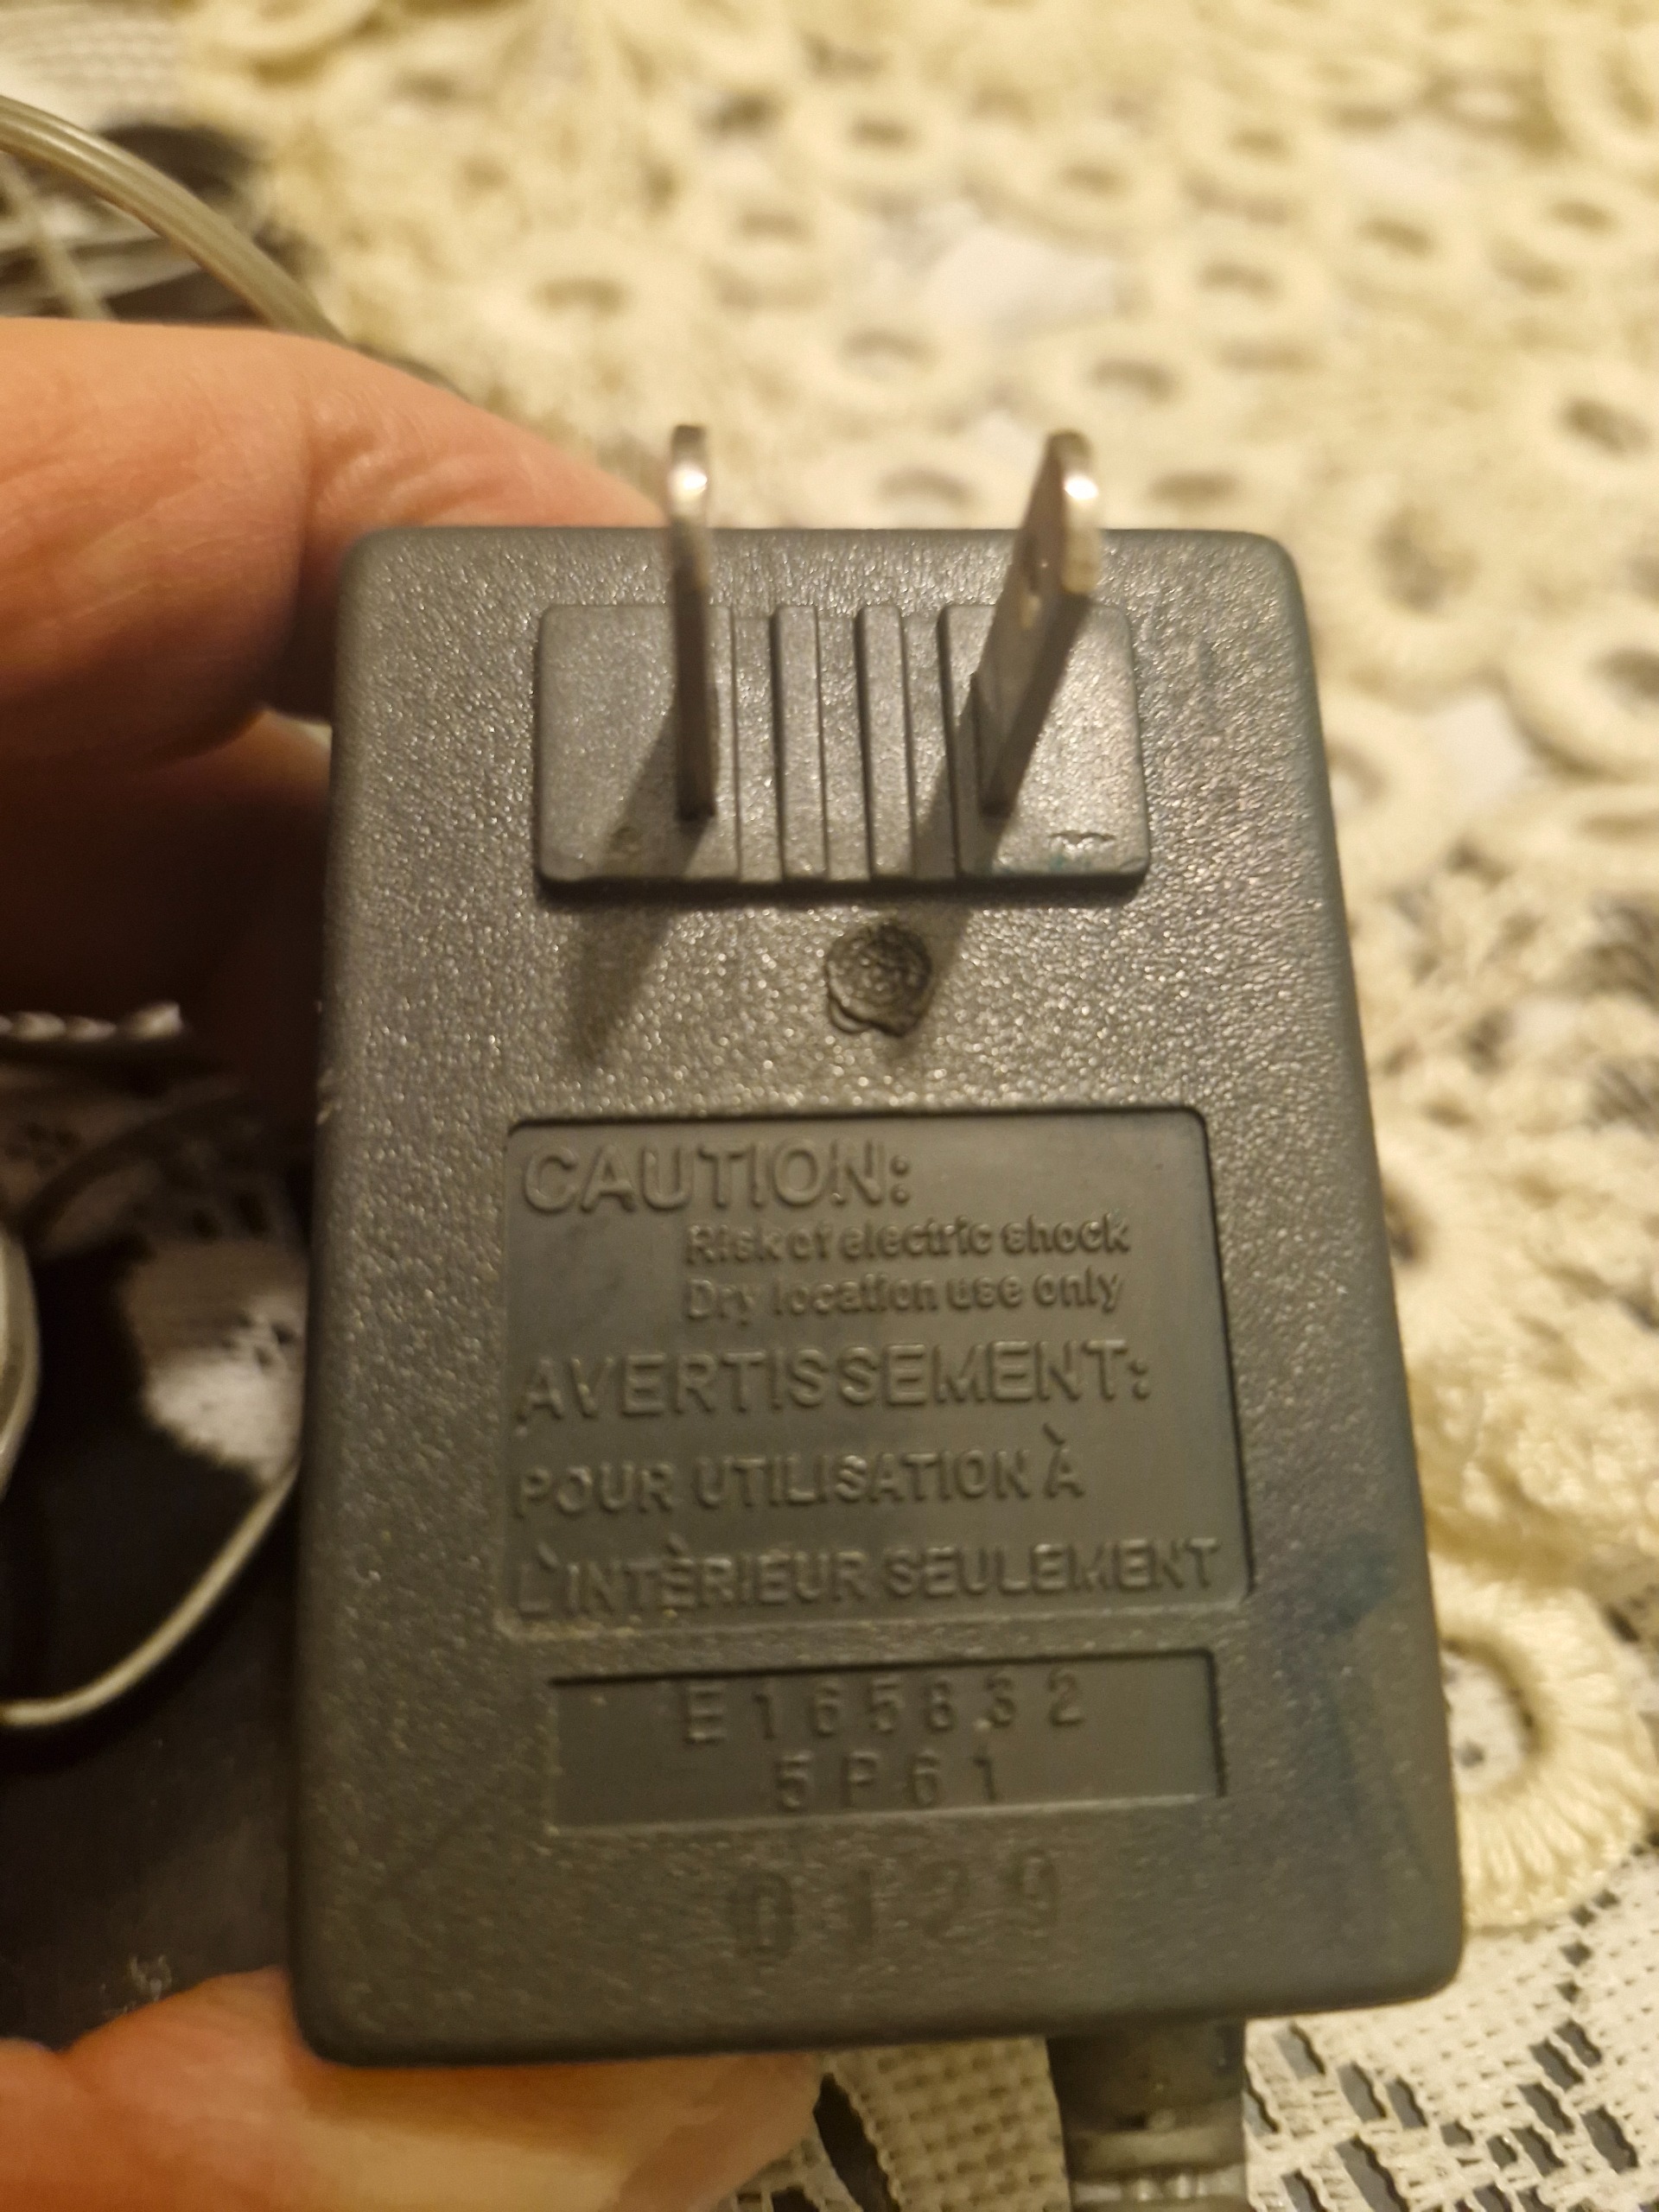 CAUTION:
Risk of electric shock
Dry location use only
AVERTISSEMENT:
POUR UTILISATION À
L'INTÈRIEUR SEULEMENT
E165832
5P61
0129